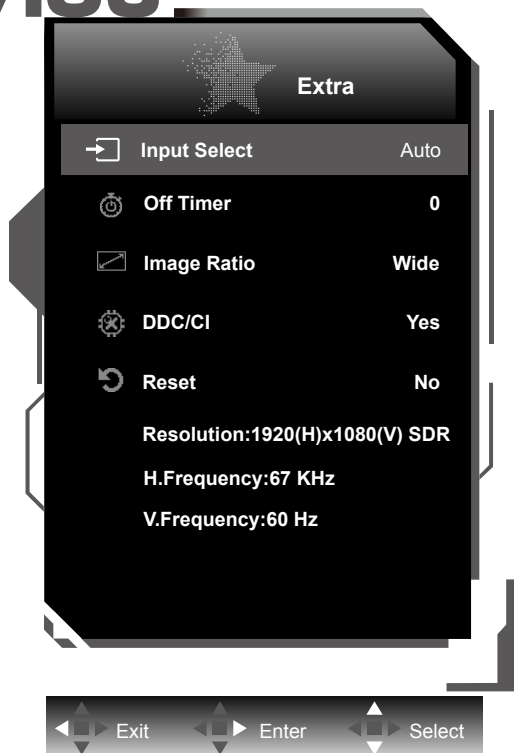 Extra
Input Select Auto
Off Timer 0
Image Ratio Wide
DDC/CI Yes
Reset No
Resolution:1920(H)x1080(V) SDR
H.Frequency:67 KHz
V.Frequency:60 Hz
Exit Enter Select